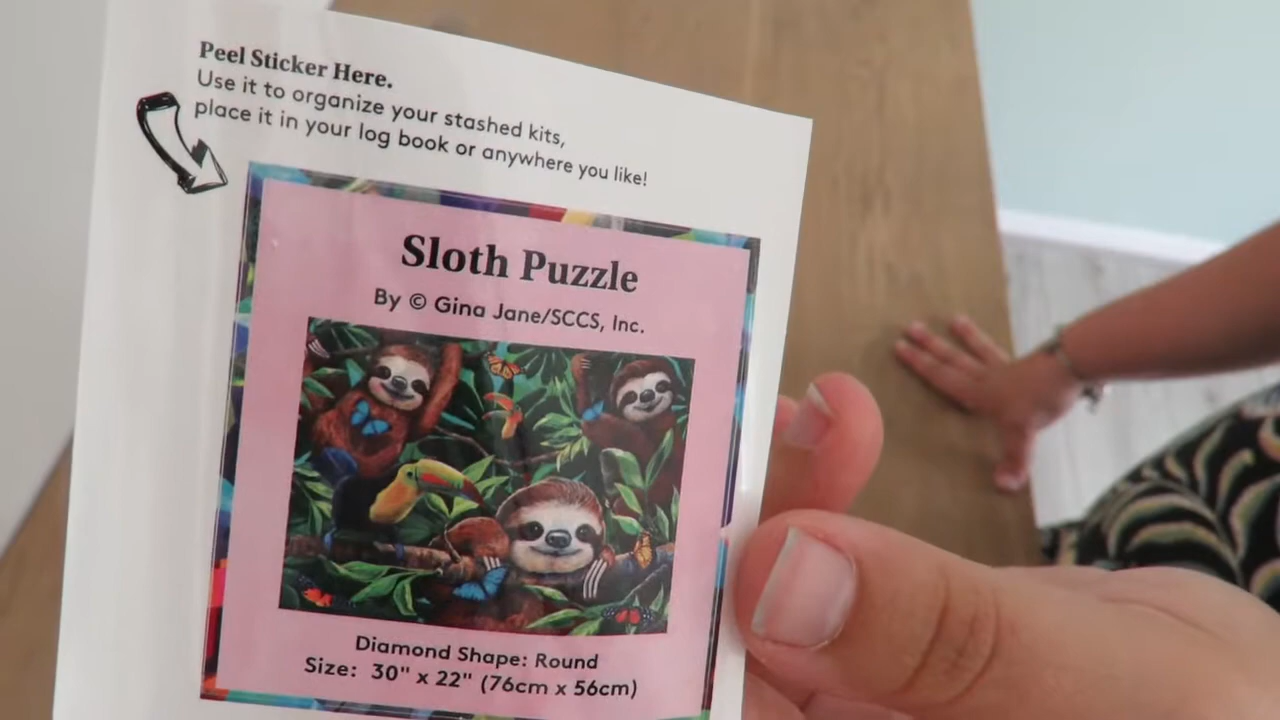 Peel Sticker Here.
Use it to organize your stashed kits,
place it in your log book or anywhere you like!
Sloth Puzzle
By © Gina Jane/SCCS, Inc.
Diamond Shape: Round
Size: 30" x 22" (76cm x 56cm)